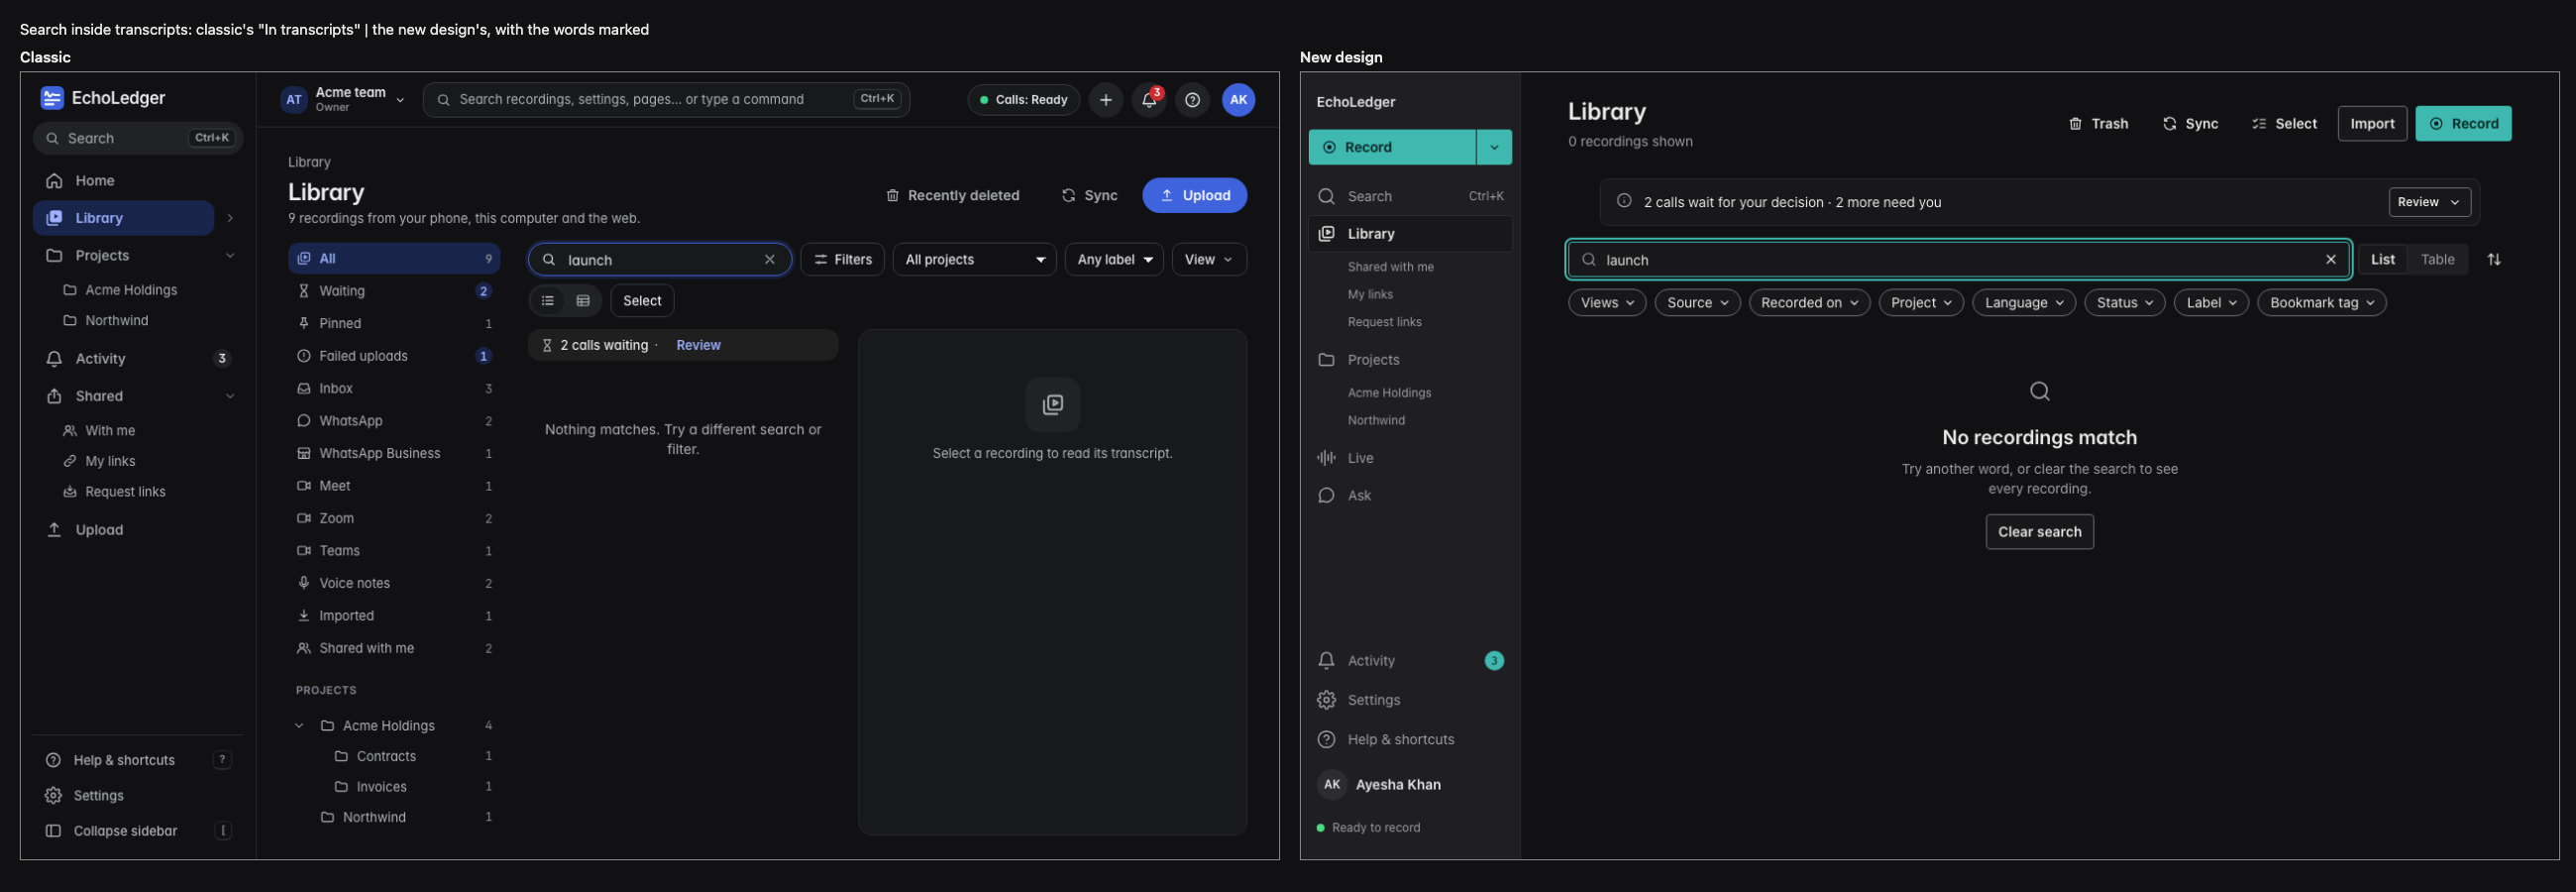 Search inside transcripts: classic's "In transcripts" | the new design's, with the words marked
Classic
EchoLedger
Search Ctrl+K
Home
Library
Projects
Acme Holdings
Northwind
Activity 3
Shared
With me
My links
Request links
Upload
Help & shortcuts ?
Settings
Collapse sidebar [
AT Acme team
Owner
Search recordings, settings, pages... or type a command Ctrl+K
Calls: Ready
3
AK
Library
Library
9 recordings from your phone, this computer and the web.
Recently deleted Sync Upload
All 9
Waiting 2
Pinned 1
Failed uploads 1
Inbox 3
WhatsApp 2
WhatsApp Business 1
Meet 1
Zoom 2
Teams 1
Voice notes 2
Imported 1
Shared with me 2
PROJECTS
Acme Holdings 4
Contracts 1
Invoices 1
Northwind 1
launch Filters All projects Any label View
Select
2 calls waiting · Review
Nothing matches. Try a different search or
filter.
Select a recording to read its transcript.
New design
EchoLedger
Record
Search Ctrl+K
Library
Shared with me
My links
Request links
Projects
Acme Holdings
Northwind
Live
Ask
Activity 3
Settings
Help & shortcuts
AK Ayesha Khan
Ready to record
Library
0 recordings shown
Trash Sync Select Import Record
2 calls wait for your decision · 2 more need you Review
launch List Table
Views Source Recorded on Project Language Status Label Bookmark tag
No recordings match
Try another word, or clear the search to see
every recording.
Clear search